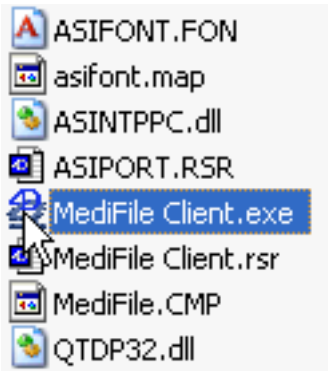 ASIFONT.FON
asifont.map
ASINTPPC.dll
ASIPORT.RSR
MediFile Client.exe
MediFile Client.rsr
MediFile.CMP
QTDP32.dll